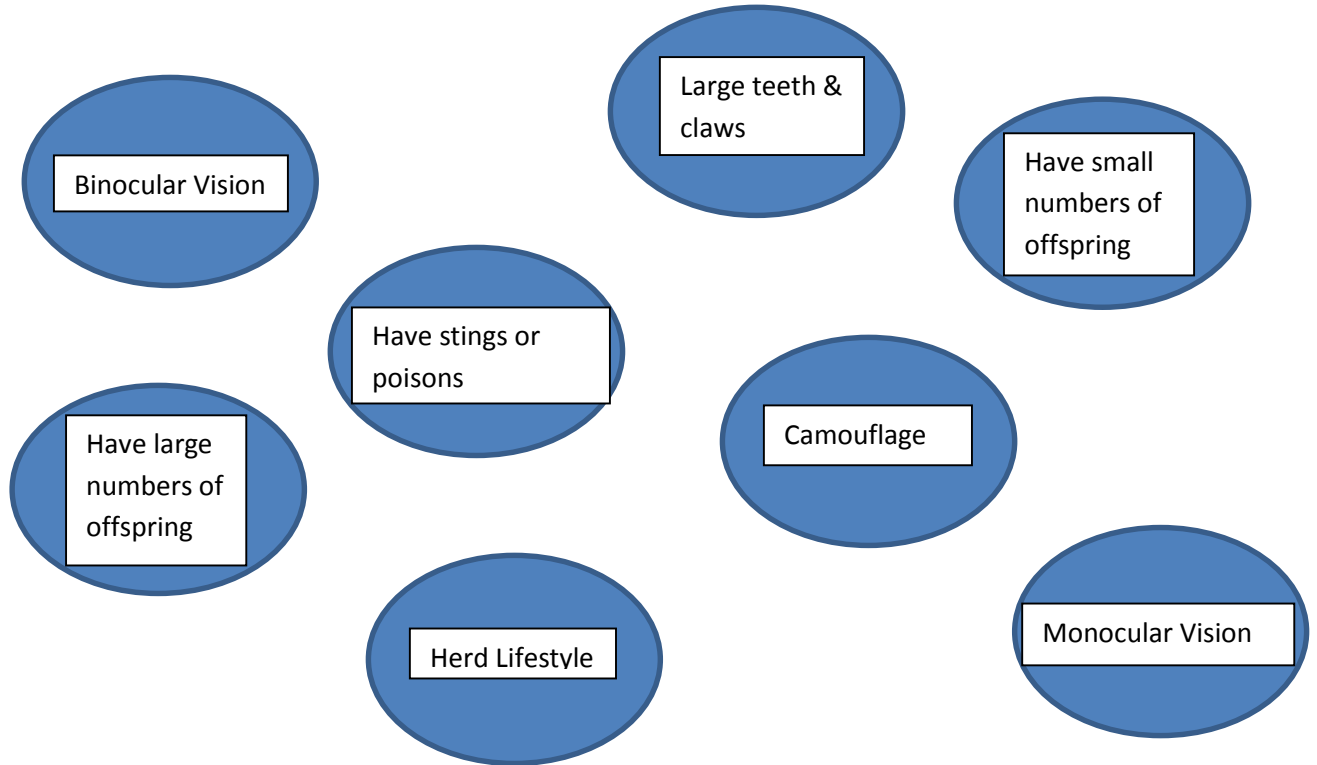 Large teeth &
claws
Binocular Vision
Have small
numbers of
offspring
Have stings or
poisons
Camouflage
Have large
numbers of
offspring
Herd Lifestyle
Monocular Vision